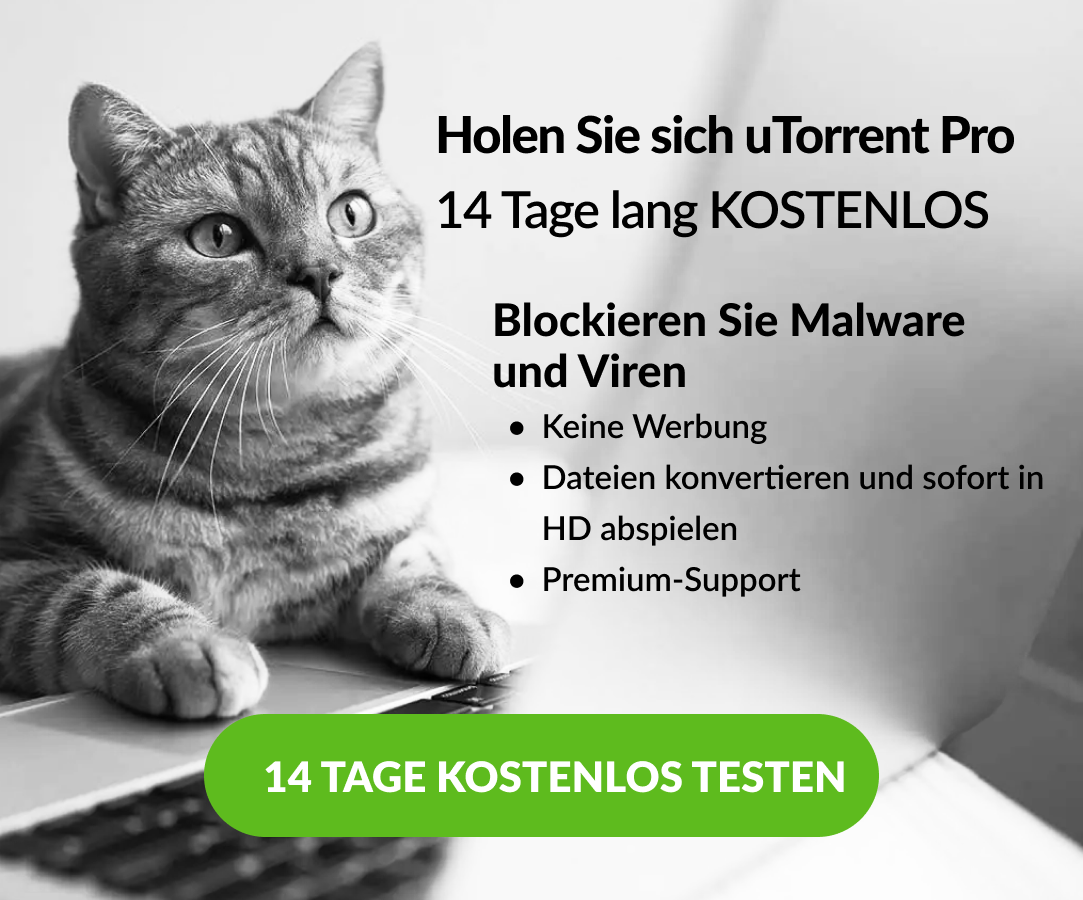 Holen Sie sich uTorrent Pro
14 Tage lang KOSTENLOS
Blockieren Sie Malware
und Viren
• Keine Werbung
• Dateien konvertieren und sofort in
HD abspielen
• Premium-Support
14 TAGE KOSTENLOS TESTEN